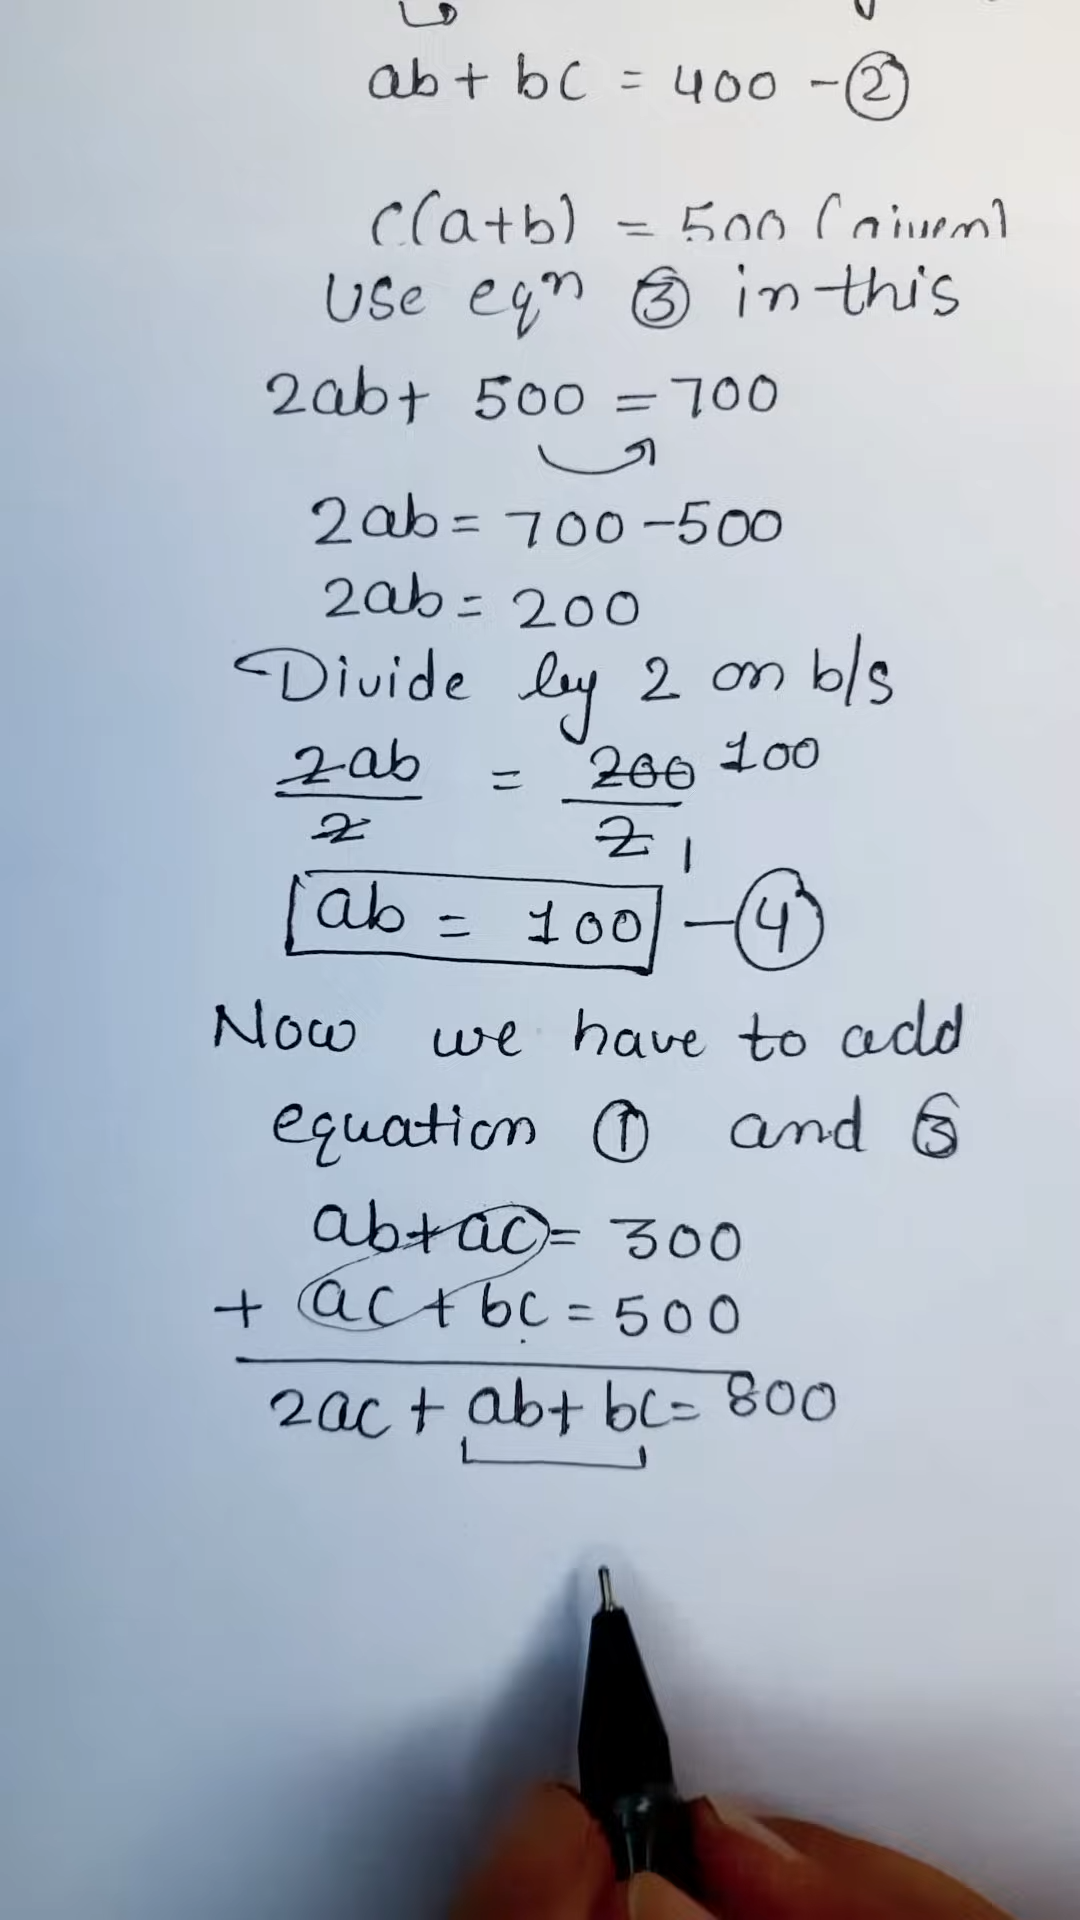 ab + bc = 400 - ②
c(a+b) = 500 (given)
Use eqn ③ in this
2ab + 500 = 700
2ab = 700 - 500
2ab = 200
Divide by 2 on b/s
2ab = 200 100
2 2 1
ab = 100 - ④
Now we have to add
equation ① and ③
ab + ac = 300
+ ac + bc = 500
2ac + ab + bc = 800